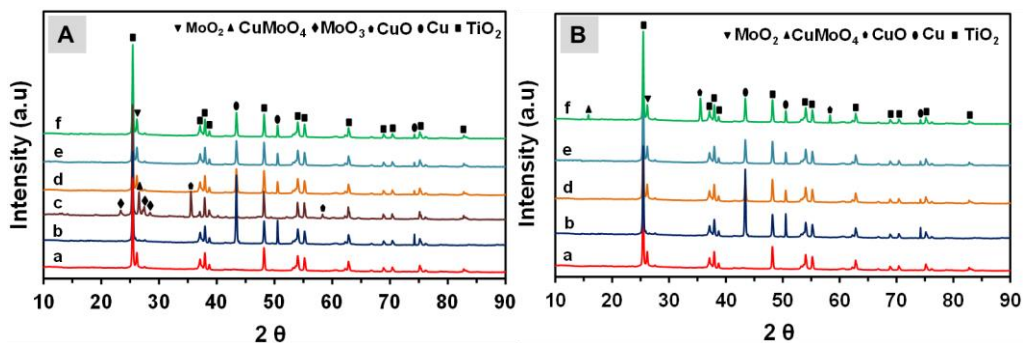 A
▼ MoO₂ ▲ CuMoO₄ ♦ MoO₃ ● CuO ● Cu ■ TiO₂
Intensity (a.u)
f
e
d
c
b
a
10 20 30 40 50 60 70 80 90
2 θ
B
▼ MoO₂ ▲ CuMoO₄ ● CuO ● Cu ■ TiO₂
Intensity (a.u)
f
e
d
b
a
10 20 30 40 50 60 70 80 90
2 θ